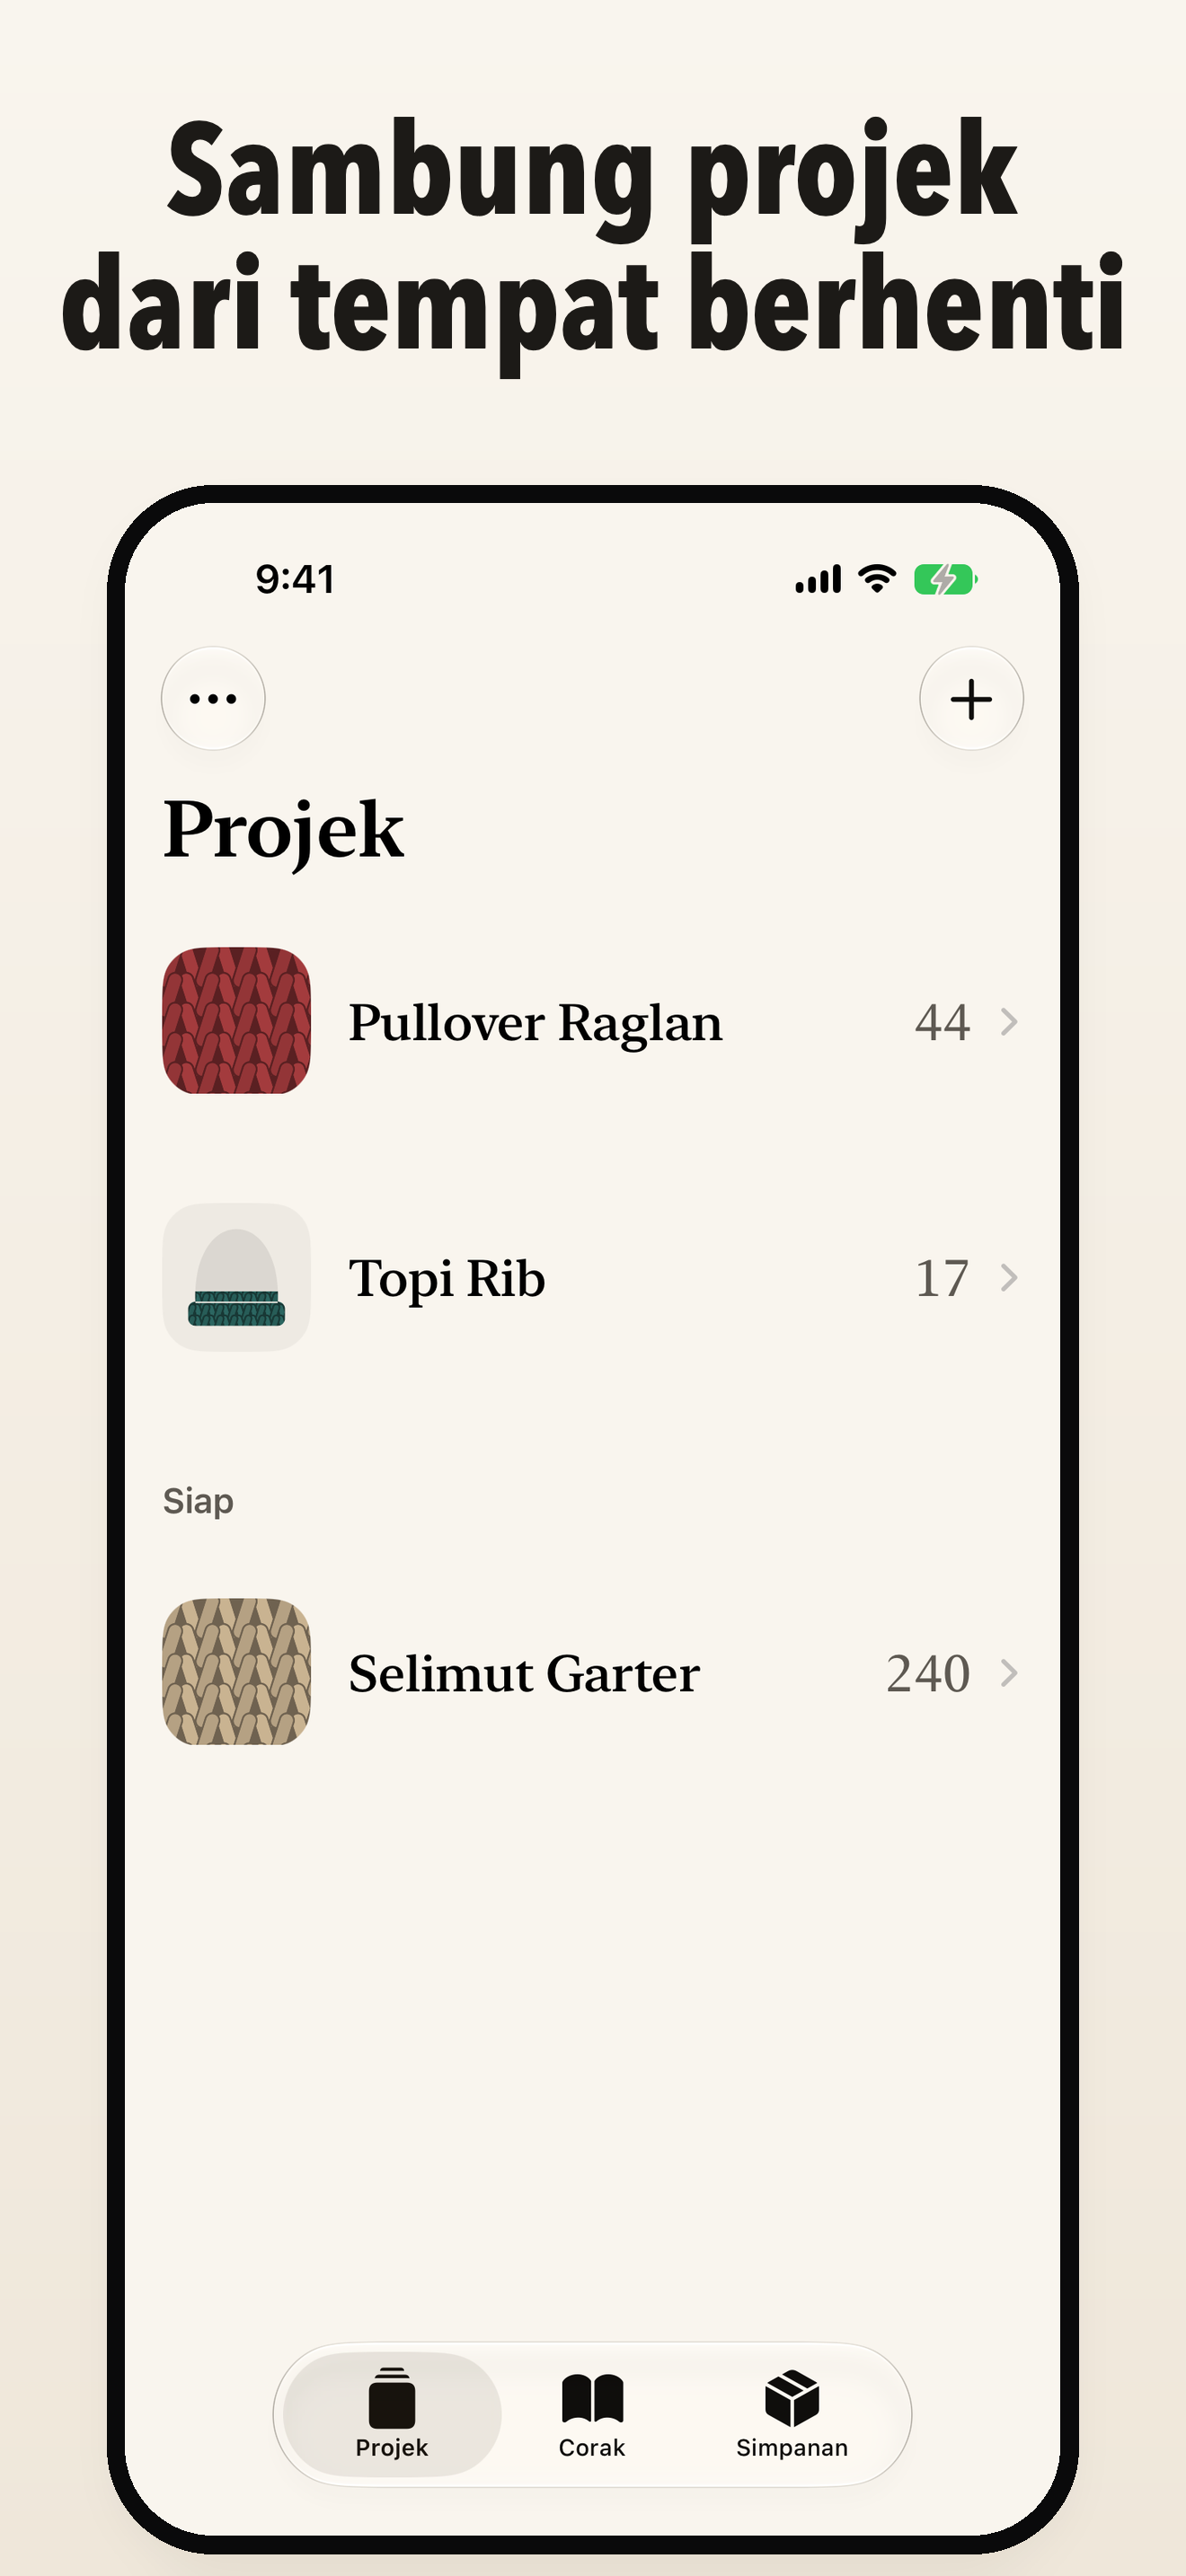 Sambung projek
dari tempat berhenti
9:41
Projek
Pullover Raglan 44
Topi Rib 17
Siap
Selimut Garter 240
Projek Corak Simpanan